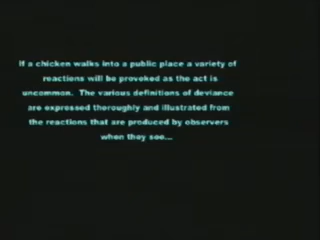 If a chicken walks into a public place a variety of
reactions will be provoked as the act is
uncommon. The various definitions of deviance
are expressed thoroughly and illustrated from
the reactions that are produced by observers
when they see...